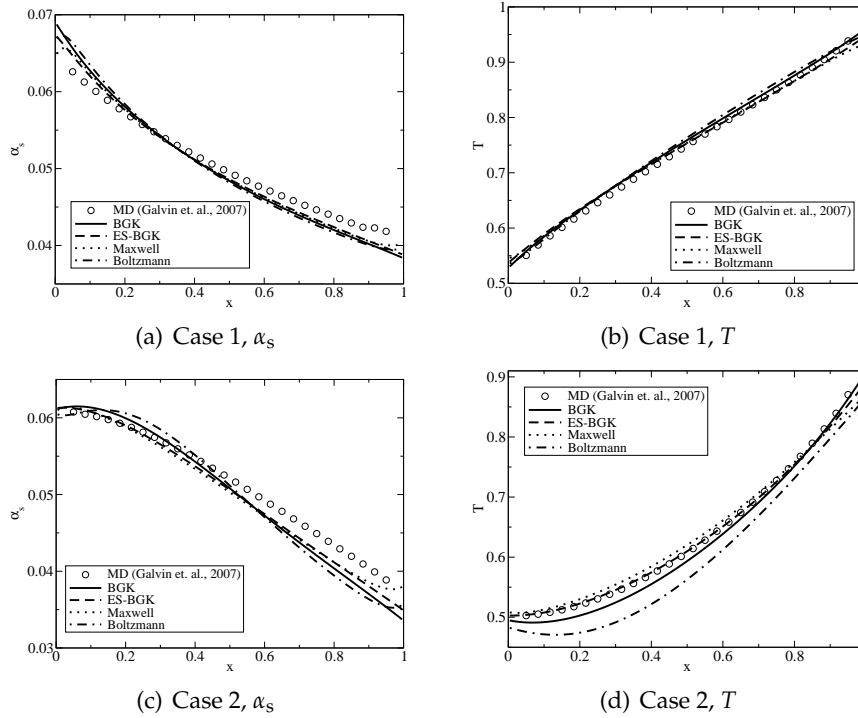 0.07
0.06
0.05
0.04
αs
0 0.2 0.4 0.6 0.8 1
x
MD (Galvin et. al., 2007)
BGK
ES-BGK
Maxwell
Boltzmann
(a) Case 1, αs
1
0.9
0.8
0.7
0.6
0.5
T
0 0.2 0.4 0.6 0.8
x
MD (Galvin et. al., 2007)
BGK
ES-BGK
Maxwell
Boltzmann
(b) Case 1, T
0.06
0.05
0.04
0.03
αs
0 0.2 0.4 0.6 0.8 1
x
MD (Galvin et. al., 2007)
BGK
ES-BGK
Maxwell
Boltzmann
(c) Case 2, αs
0.9
0.8
0.7
0.6
0.5
T
0 0.2 0.4 0.6 0.8
x
MD (Galvin et. al., 2007)
BGK
ES-BGK
Maxwell
Boltzmann
(d) Case 2, T